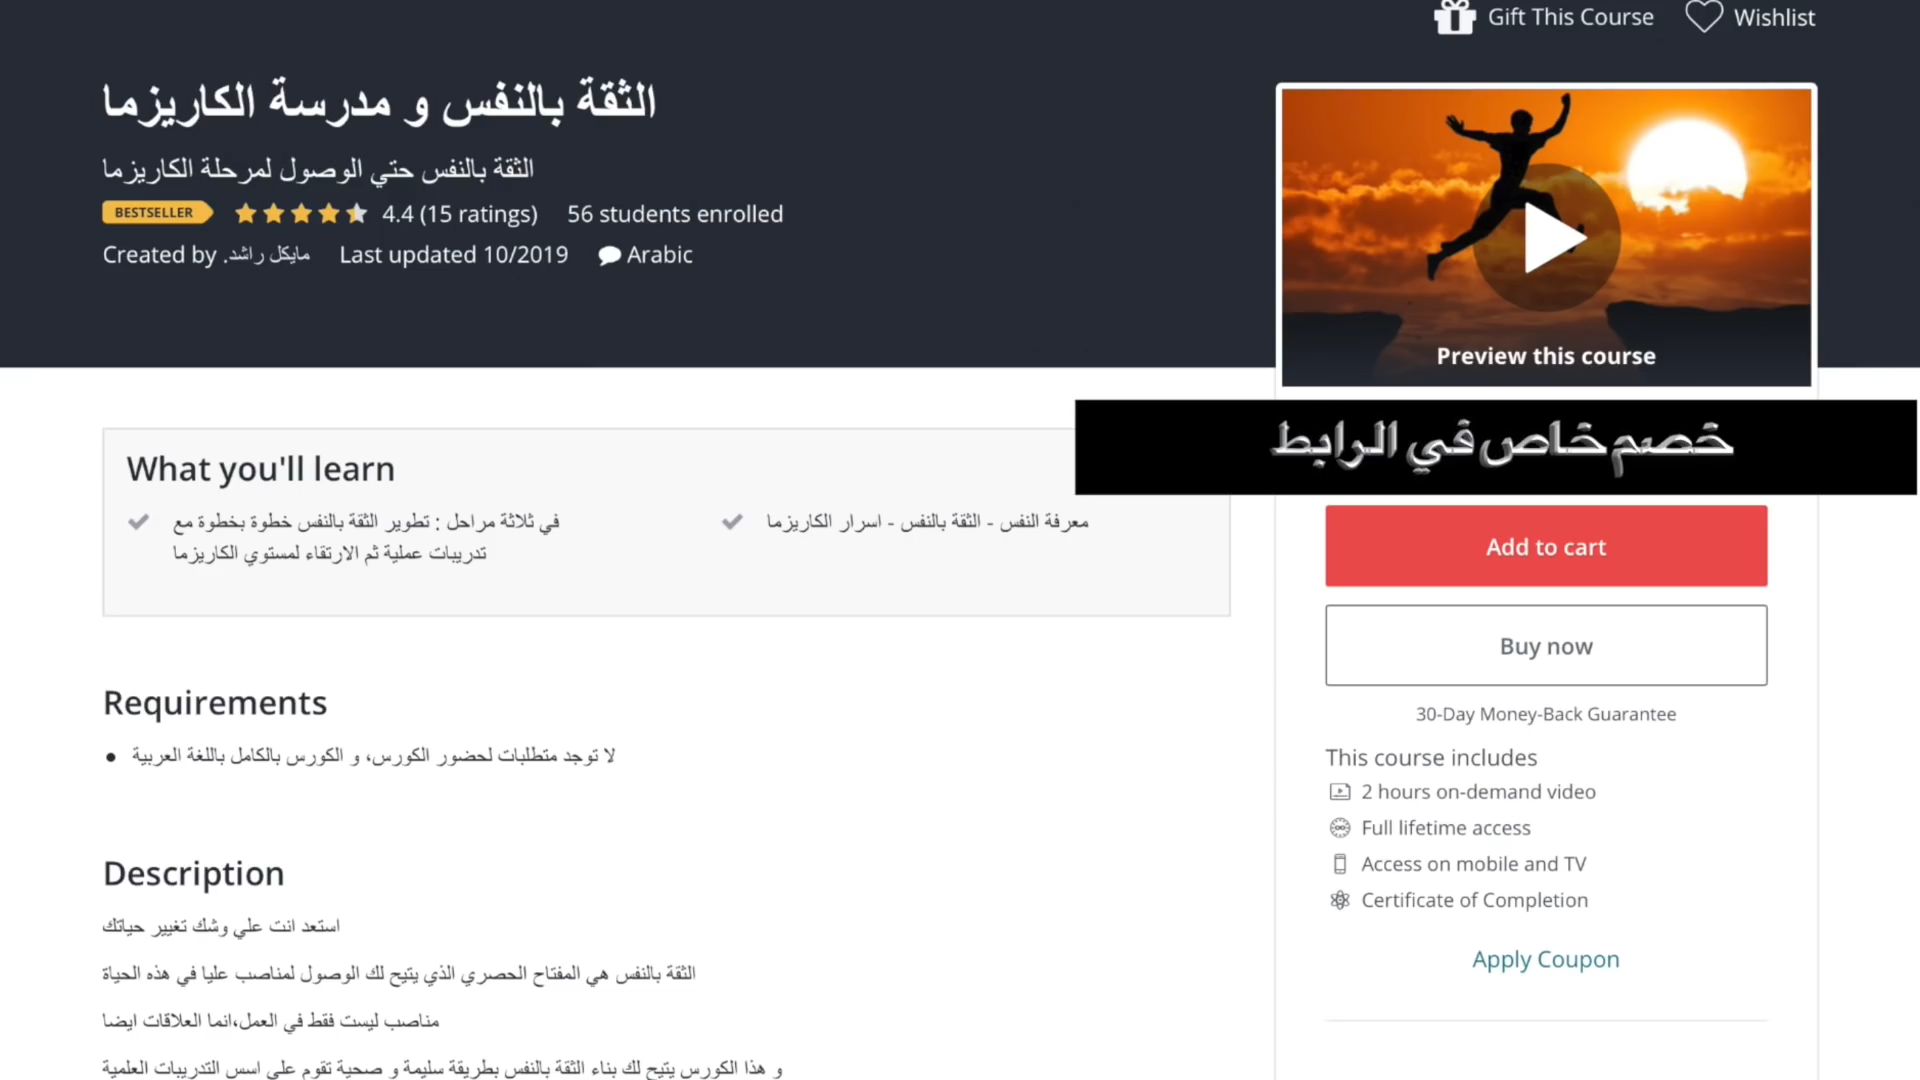 Gift This Course
Wishlist
الثقة بالنفس و مدرسة الكاريزما
الثقة بالنفس حتي الوصول لمرحلة الكاريزما
BESTSELLER 4.4 (15 ratings) 56 students enrolled
Created by مايكل راشد. Last updated 10/2019 Arabic
Preview this course
خصم خاص في الرابط
What you'll learn
في ثلاثة مراحل : تطوير الثقة بالنفس خطوة بخطوة مع
تدريبات عملية ثم الارتقاء لمستوي الكاريزما
معرفة النفس - الثقة بالنفس - اسرار الكاريزما
Requirements
لا توجد متطلبات لحضور الكورس، و الكورس بالكامل باللغة العربية
Description
استعد انت علي وشك تغيير حياتك
الثقة بالنفس هي المفتاح الحصري الذي يتيح لك الوصول لمناصب عليا في هذه الحياة
مناصب ليست فقط في العمل،انما العلاقات ايضا
و هذا الكورس يتيح لك بناء الثقة بالنفس بطريقة سليمة و صحية تقوم علي اسس التدريبات العلمية
Add to cart
Buy now
30-Day Money-Back Guarantee
This course includes
2 hours on-demand video
Full lifetime access
Access on mobile and TV
Certificate of Completion
Apply Coupon